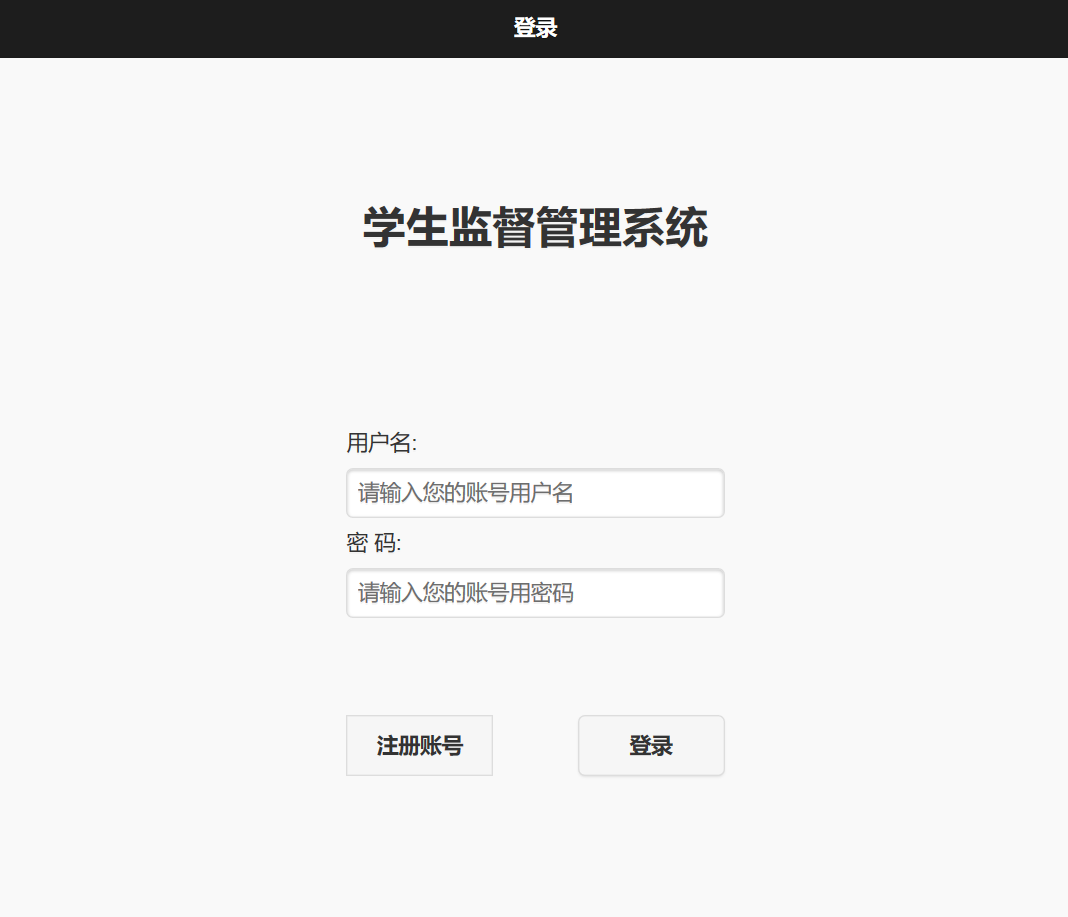 登录
学生监督管理系统
用户名:
请输入您的账号用户名
密 码:
请输入您的账号用密码
注册账号 登录